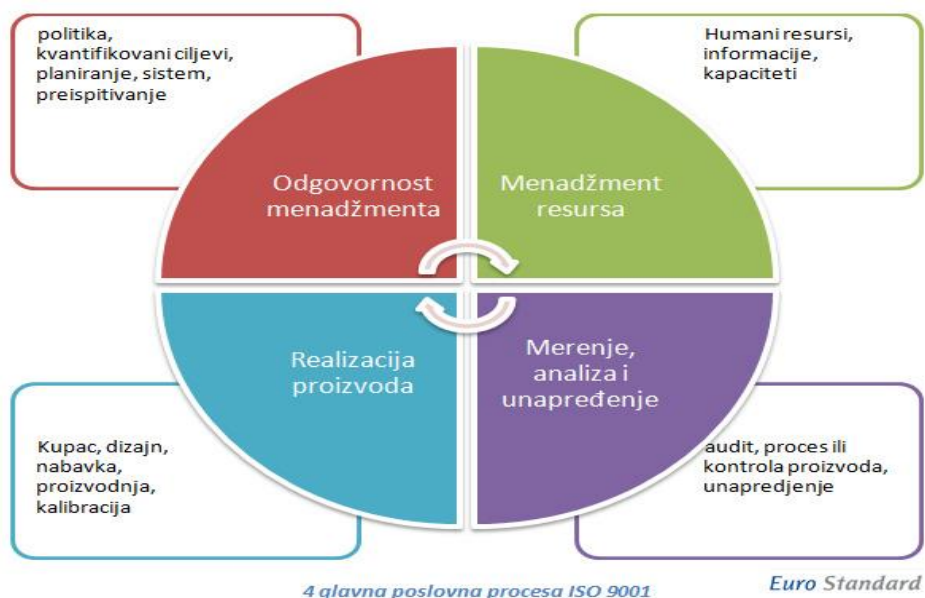 politika,
kvantifikovani ciljevi,
planiranje, sistem,
preispitivanje
Humani resursi,
informacije,
kapaciteti
Odgovornost
menadžmenta
Menadžment
resursa
Realizacija
proizvoda
Merenje,
analiza i
unapređenje
Kupac, dizajn,
nabavka,
proizvodnja,
kalibracija
audit, proces ili
kontrola proizvoda,
unapredjenje
4 glavna poslovna procesa ISO 9001
Euro Standard